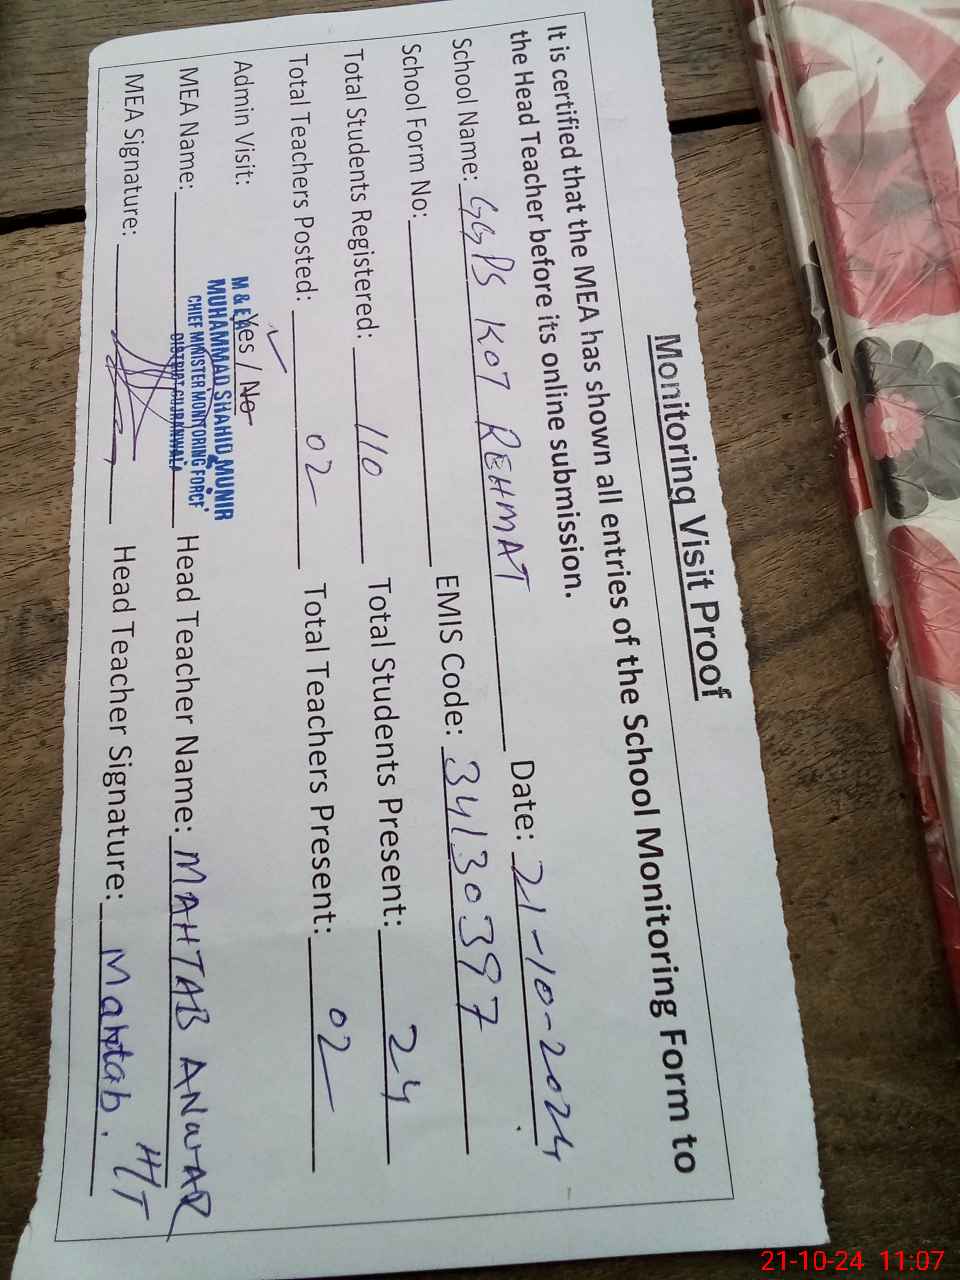 Monitoring Visit Proof
It is certified that the MEA has shown all entries of the School Monitoring Form to
the Head Teacher before its online submission.
School Name: GGPS KOT REHMAT Date: 21-10-2024
School Form No: EMIS Code: 34130397
Total Students Registered: 110 Total Students Present: 24
Total Teachers Posted: 02 Total Teachers Present: 02
Admin Visit: Yes / No
M & EA
MUHAMMAD SHAHID MUNIR
CHIEF MINISTER MONITORING FORCE
DISTRICT GUJRANWALA
MEA Name: Head Teacher Name: MAHTAB ANWAR
MEA Signature: Head Teacher Signature: Mahtab. H/T
21-10-24 11:07